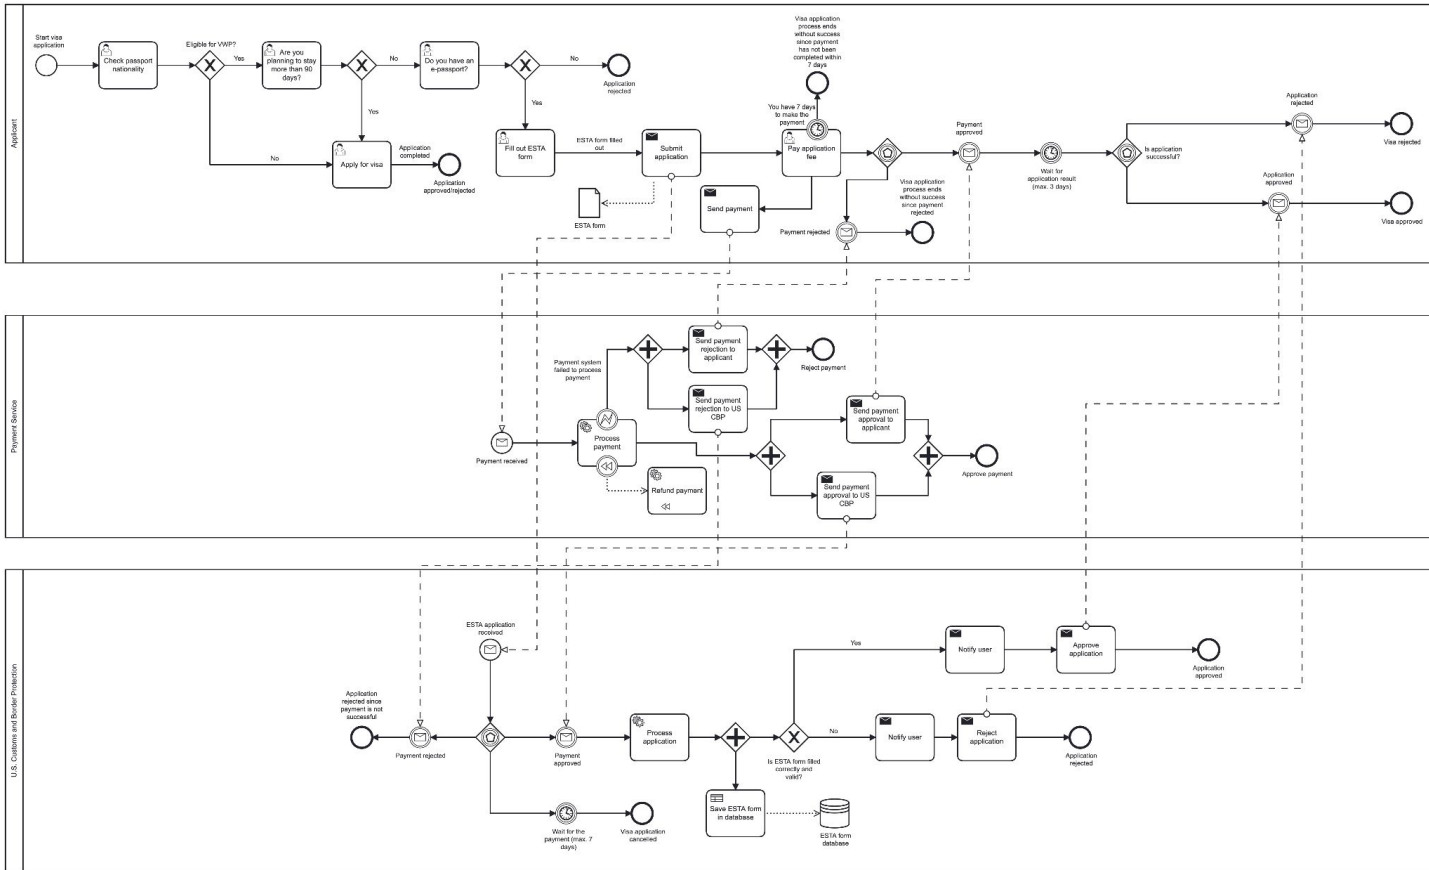 Applicant
Start visa
application
Check passport
nationality
Eligible for VWP?
Yes
No
Are you
planning to stay
more than 90
days?
No
Yes
Apply for visa
Application
completed
Application
approved/rejected
Do you have an
e-passport?
No
Application
rejected
Yes
Fill out ESTA
form
ESTA form filled
out
Submit
application
ESTA form
Visa application
process ends
without success
since payment
has not been
completed within
7 days
You have 7 days
to make the
payment
Pay application
fee
Send payment
Payment rejected
Visa application
process ends
without success
since payment
rejected
Payment
approved
Wait for
application result
(max. 3 days)
Is application
successful?
Application
rejected
Visa rejected
Application
approved
Visa approved
Payment Service
Payment received
Process
payment
Payment system
failed to process
payment
Refund payment
Send payment
rejection to
applicant
Send payment
rejection to US
CBP
Reject payment
Send payment
approval to
applicant
Send payment
approval to US
CBP
Approve payment
U.S. Customs and Border Protection
ESTA application
received
Application
rejected since
payment is not
successful
Payment rejected
Payment
approved
Wait for the
payment (max. 7
days)
Visa application
cancelled
Process
application
Save ESTA form
in database
ESTA form
database
Is ESTA form filled
correctly and
valid?
Yes
Notify user
Approve
application
Application
approved
No
Notify user
Reject
application
Application
rejected